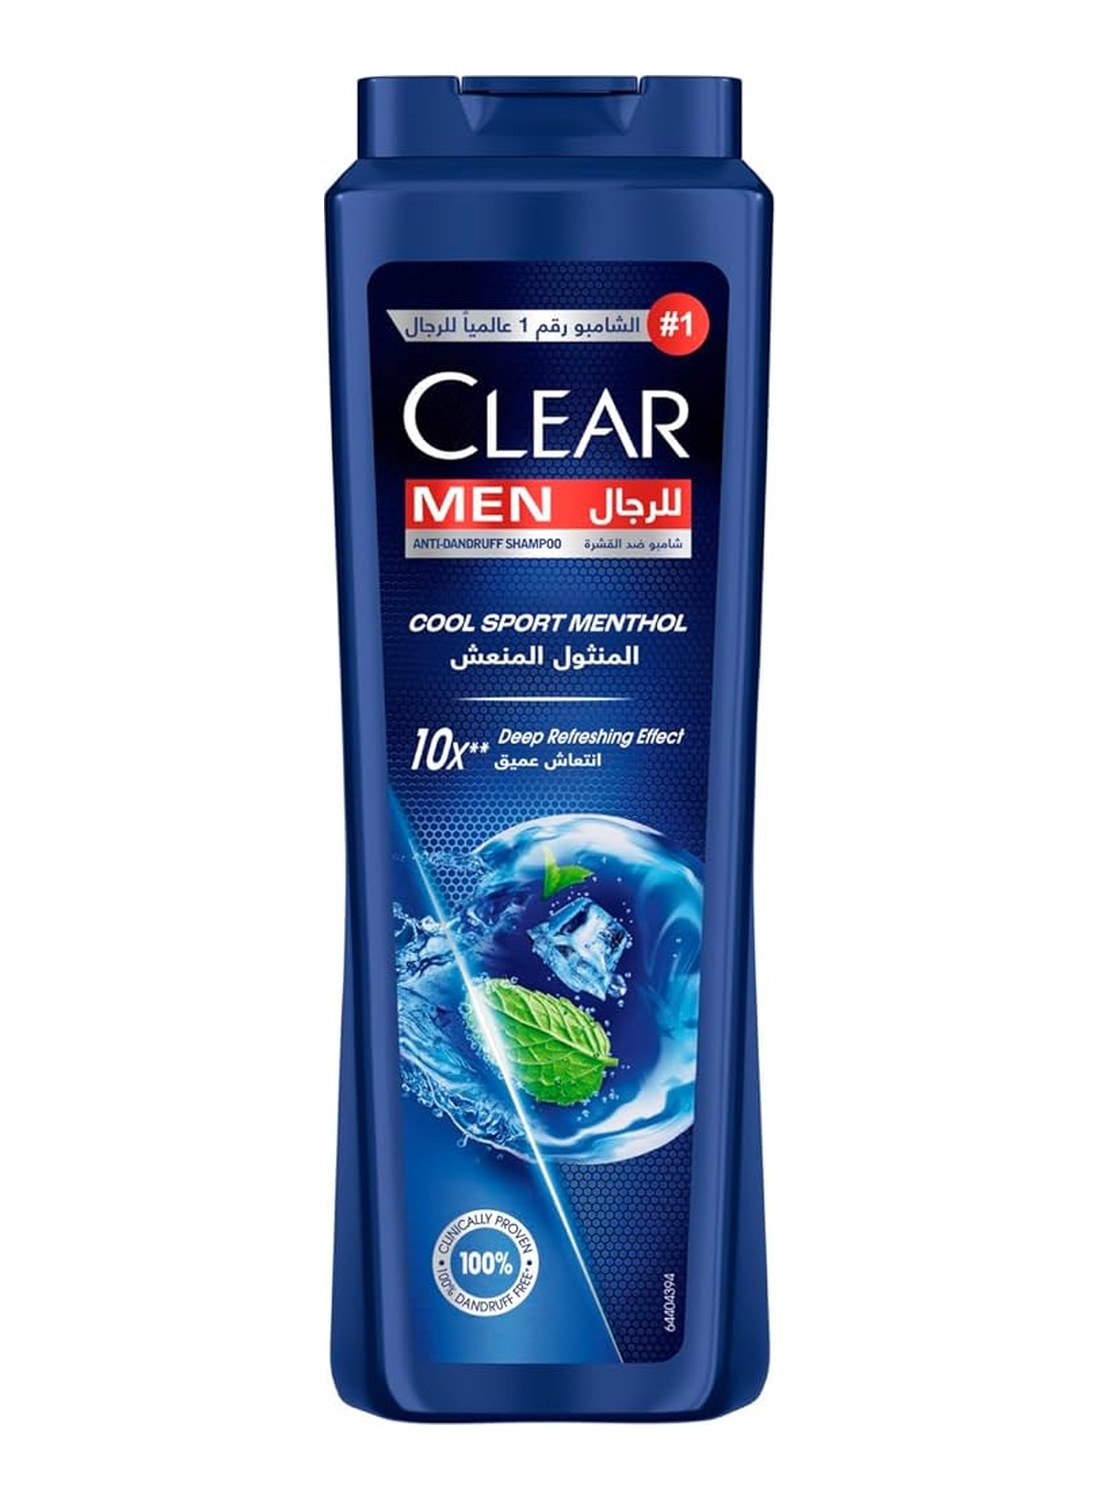 الشامبو رقم 1 عالمياً للرجال #1
CLEAR
MEN للرجال
ANTI-DANDRUFF SHAMPOO شامبو ضد القشرة
COOL SPORT MENTHOL
المنثول المنعش
10x** Deep Refreshing Effect
انتعاش عميق
CLINICALLY PROVEN
100%
100% DANDRUFF FREE*
64404394